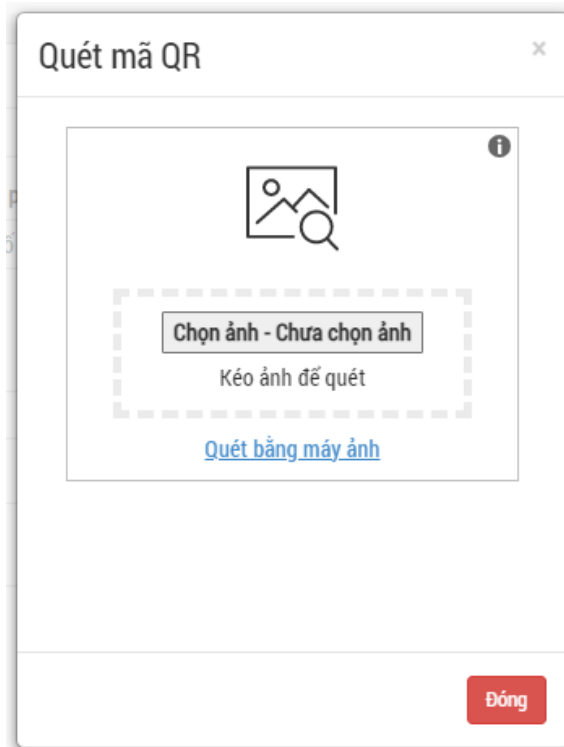 Quét mã QR
×
Chọn ảnh - Chưa chọn ảnh
Kéo ảnh để quét
Quét bằng máy ảnh
Đóng